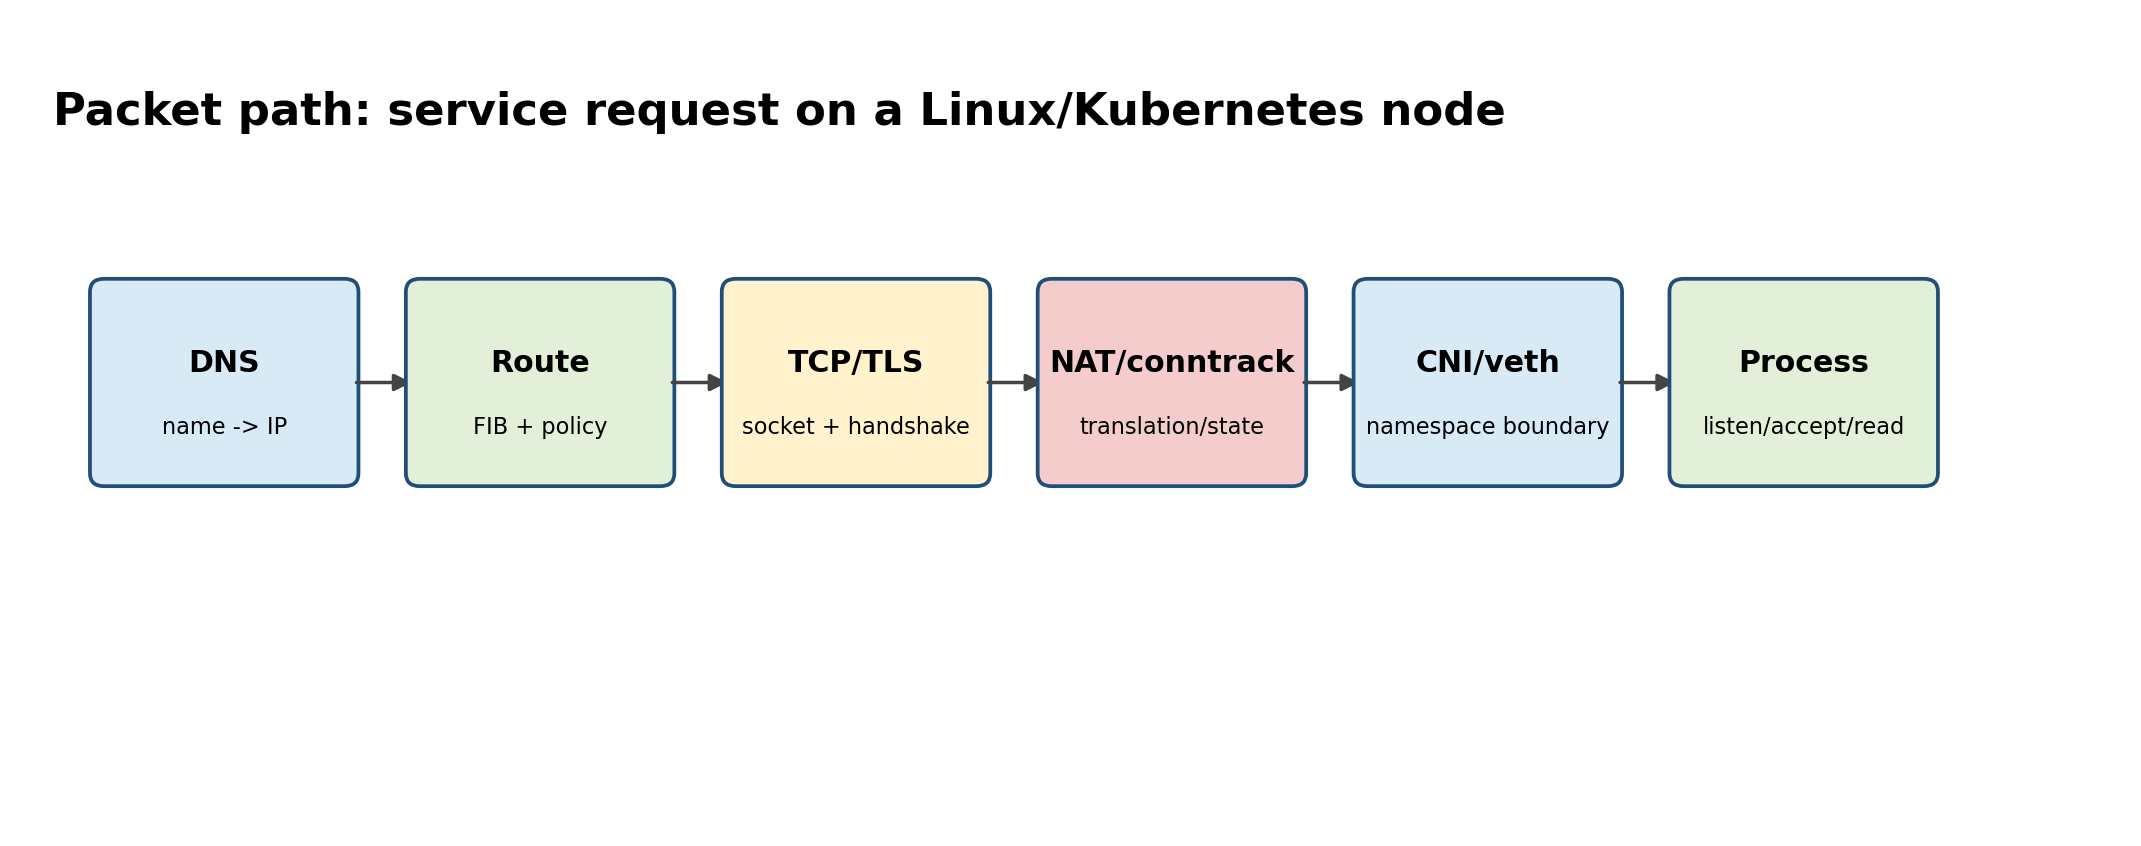 Packet path: service request on a Linux/Kubernetes node
DNS
name -> IP
Route
FIB + policy
TCP/TLS
socket + handshake
NAT/conntrack
translation/state
CNI/veth
namespace boundary
Process
listen/accept/read